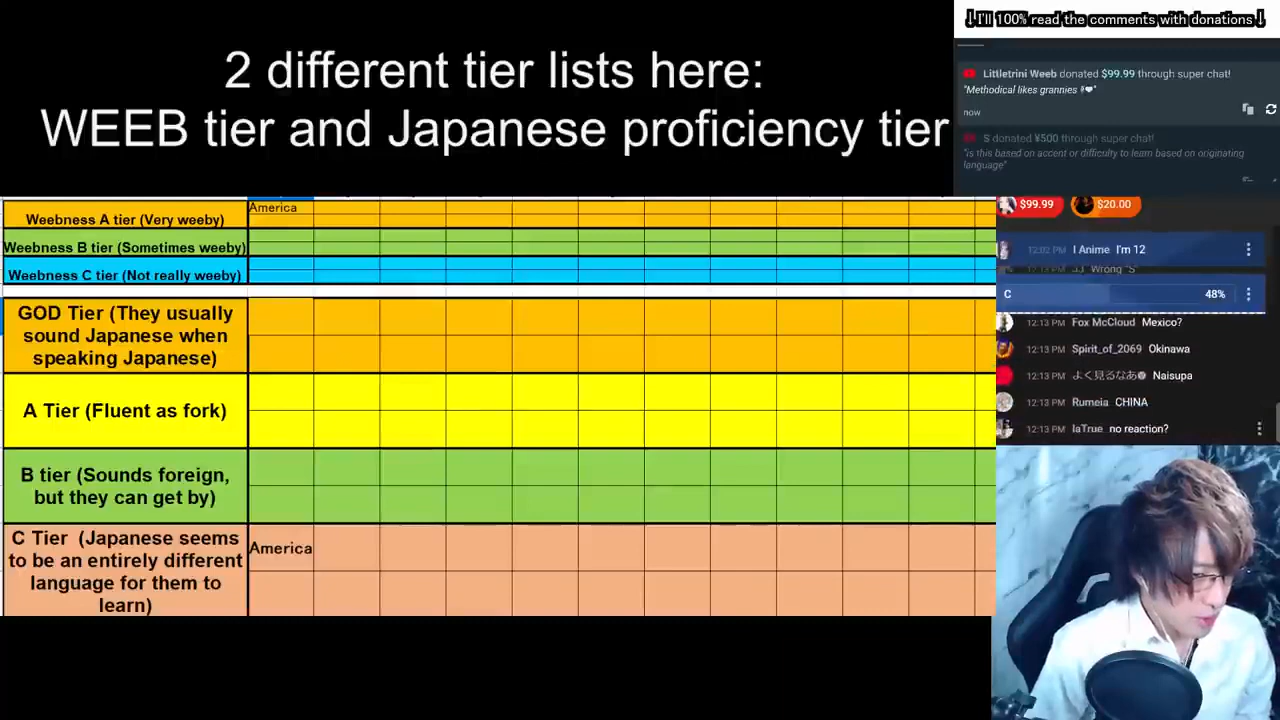 2 different tier lists here:
WEEB tier and Japanese proficiency tier
↓I'll 100% read the comments with donations↓
Littletrini Weeb donated $99.99 through super chat!
"Methodical likes grannies
now
S donated ¥500 through super chat!
"is this based on accent or difficulty to learn based on originating
language"
$99.99
$20.00
12:02 PM I Anime I'm 12
12:13 PM J.J Wrong "S"
C 48%
12:13 PM Fox McCloud Mexico?
12:13 PM Spirit_of_2069 Okinawa
12:13 PM よく見るなあ Naisupa
12:13 PM Rumeia CHINA
12:13 PM laTrue no reaction?
Weebness A tier (Very weeby)
America
Weebness B tier (Sometimes weeby)
Weebness C tier (Not really weeby)
GOD Tier (They usually
sound Japanese when
speaking Japanese)
A Tier (Fluent as fork)
B tier (Sounds foreign,
but they can get by)
C Tier (Japanese seems
to be an entirely different
language for them to
learn)
America